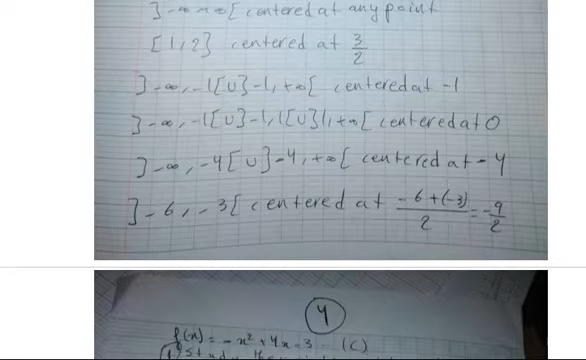 ]-∞,+∞[ centered at any point
[1,2] centered at 3/2
]-∞,-1[∪]-1,+∞[ centered at -1
]-∞,-1[∪]-1,1[∪]1,+∞[ centered at 0
]-∞,-4[∪]-4,+∞[ centered at -4
]-6,-3[ centered at -6+(-3)/2 = -9/2
4
f(x)= -x²+4x-3 (C)